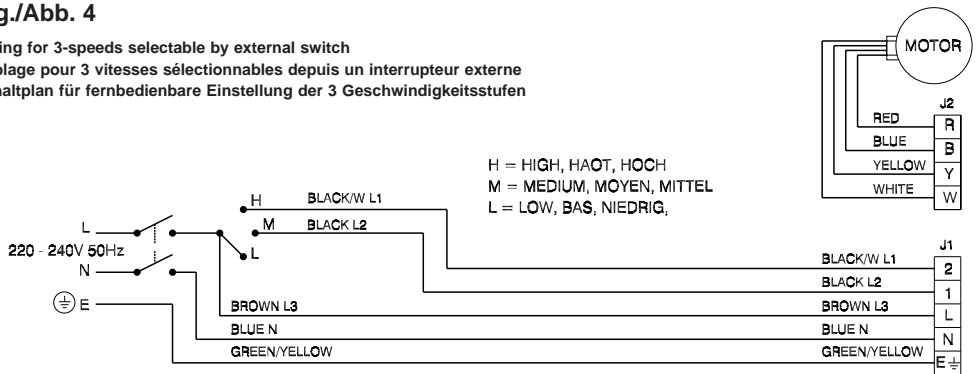 g./Abb. 4
ing for 3-speeds selectable by external switch
plage pour 3 vitesses sélectionnables depuis un interrupteur externe
haltplan für fernbedienbare Einstellung der 3 Geschwindigkeitsstufen
MOTOR
J2
RED R
BLUE B
YELLOW Y
WHITE W
H = HIGH, HAOT, HOCH
M = MEDIUM, MOYEN, MITTEL
L = LOW, BAS, NIEDRIG,
H BLACK/W L1
M BLACK L2
L
L
220 - 240V 50Hz
N
E
J1
BLACK/W L1 2
BLACK L2 1
BROWN L3 BROWN L3 L
BLUE N BLUE N N
GREEN/YELLOW GREEN/YELLOW E